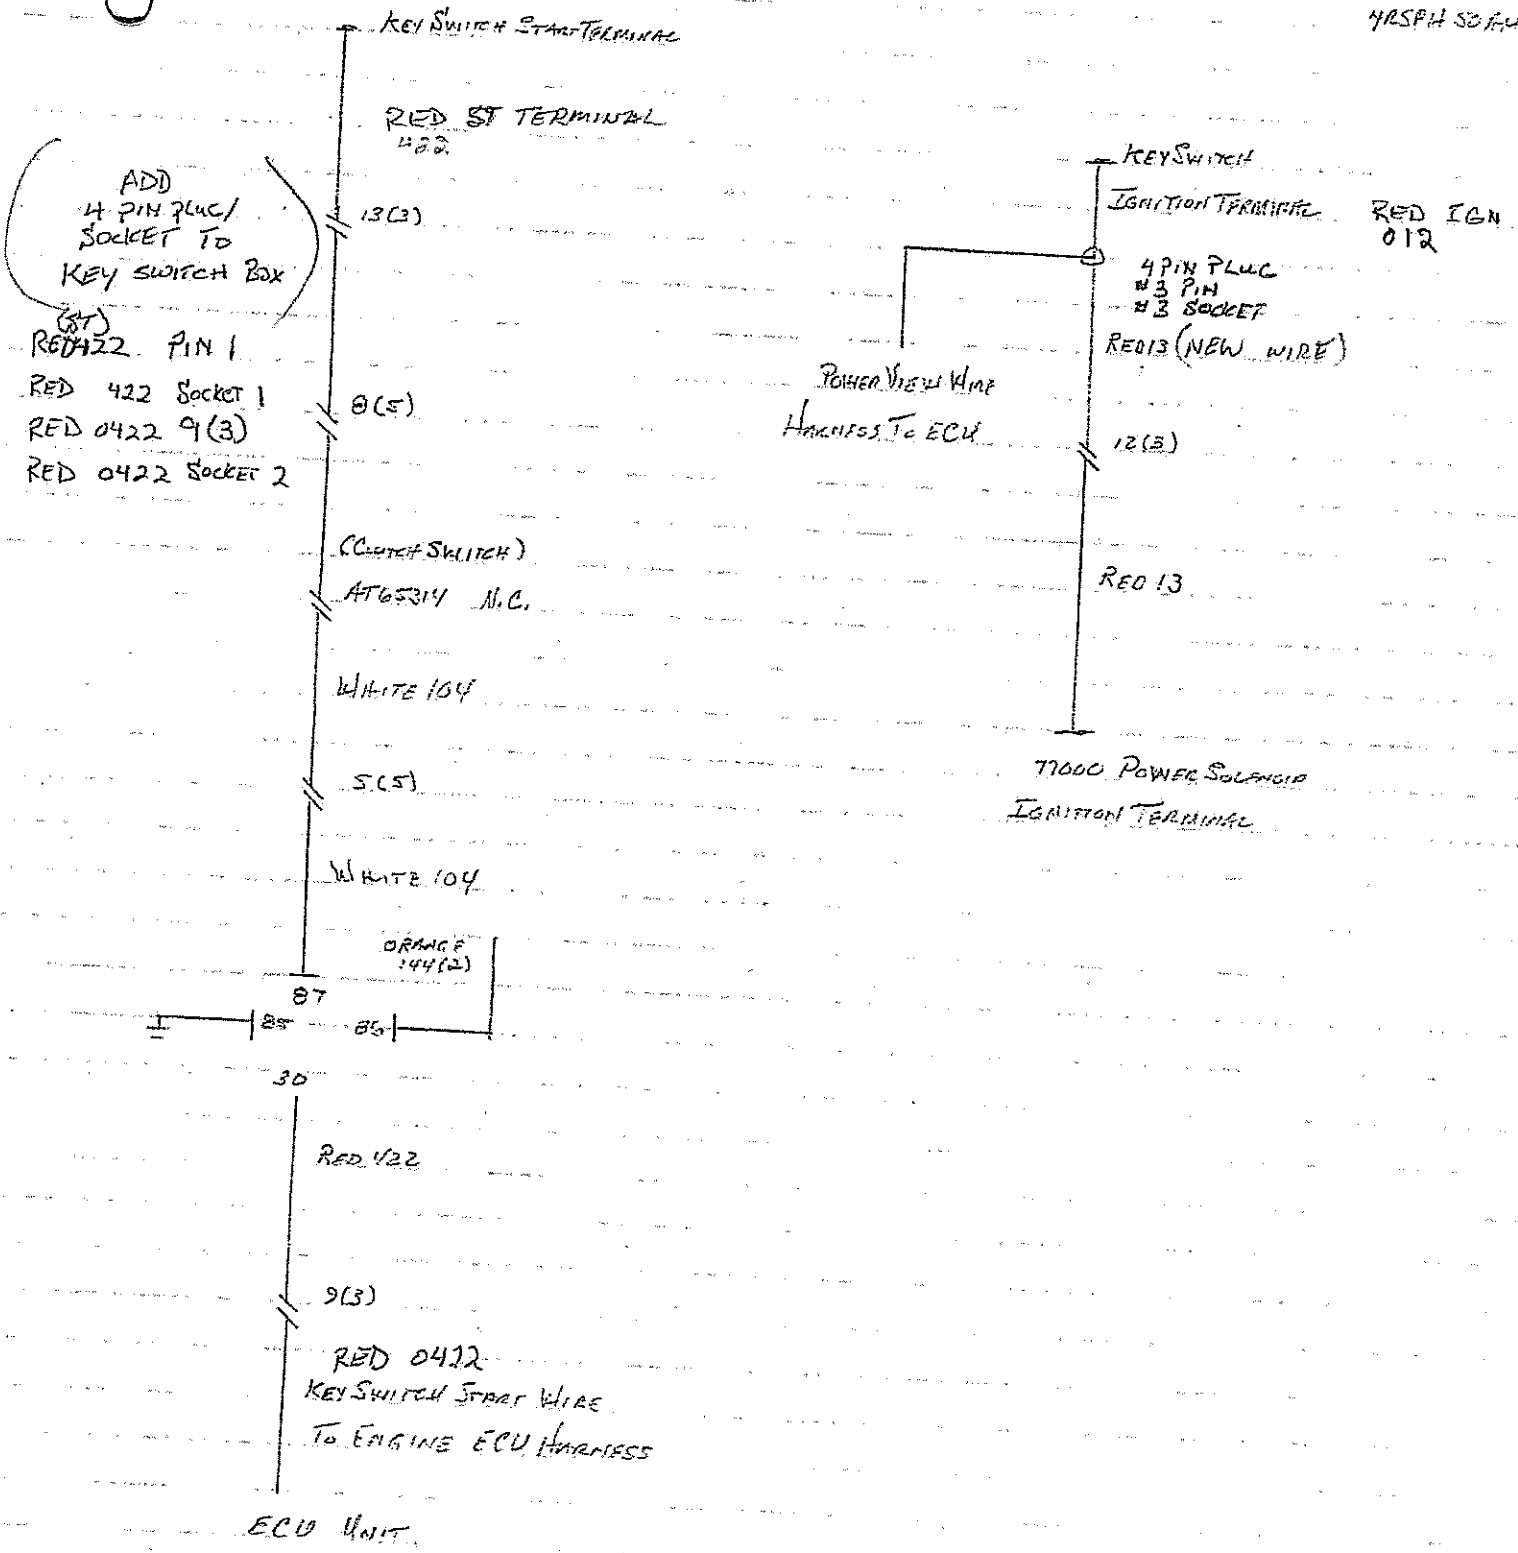 KEY SWITCH START TERMINAL
RED ST TERMINAL
422
ADD
4 PIN PLUG/
SOCKET TO
KEY SWITCH BOX
(ST)
RED422 PIN 1
RED 422 SOCKET 1
RED 0422 9(3)
RED 0422 SOCKET 2
13(3)
8(5)
(CLUTCH SWITCH)
AT65314 N.C.
WHITE 104
5(5)
WHITE 104
ORANGE
144(2)
87
85 86
30
RED 422
9(3)
RED 0422
KEY SWITCH START WIRE
TO ENGINE ECU HARNESS
ECU UNIT
KEY SWITCH
IGNITION TERMINAL
RED IGN
012
4 PIN PLUG
#3 PIN
#3 SOCKET
RED13 (NEW WIRE)
POWER VIEW WIRE
HARNESS TO ECU
12(3)
RED 13
77000 POWER SOLENOID
IGNITION TERMINAL